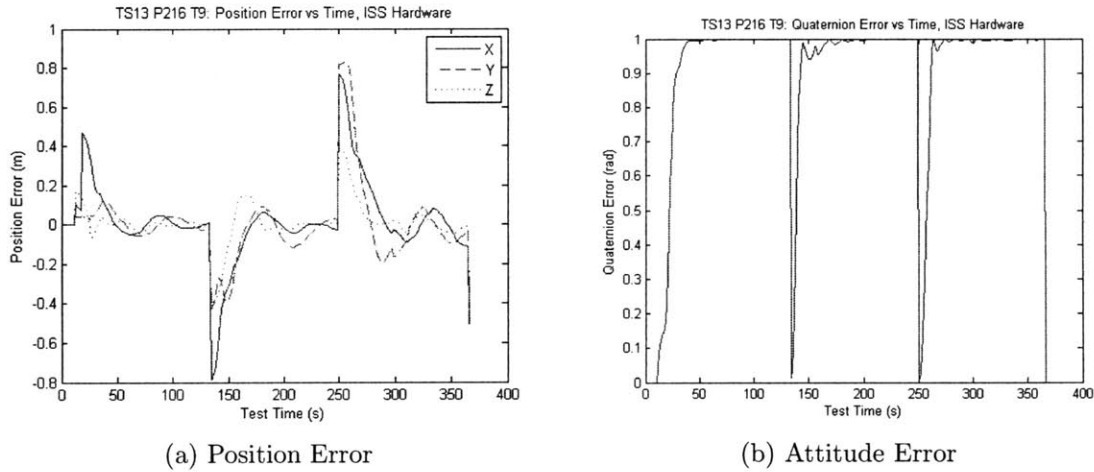 TS13 P216 T9: Position Error vs Time, ISS Hardware
1
0.8
0.6
0.4
0.2
0
-0.2
-0.4
-0.6
-0.8
Position Error (m)
X
Y
Z
0 50 100 150 200 250 300 350 400
Test Time (s)
(a) Position Error
TS13 P216 T9: Quaternion Error vs Time, ISS Hardware
1
0.9
0.8
0.7
0.6
0.5
0.4
0.3
0.2
0.1
0
Quaternion Error (rad)
0 50 100 150 200 250 300 350 400
Test Time (s)
(b) Attitude Error